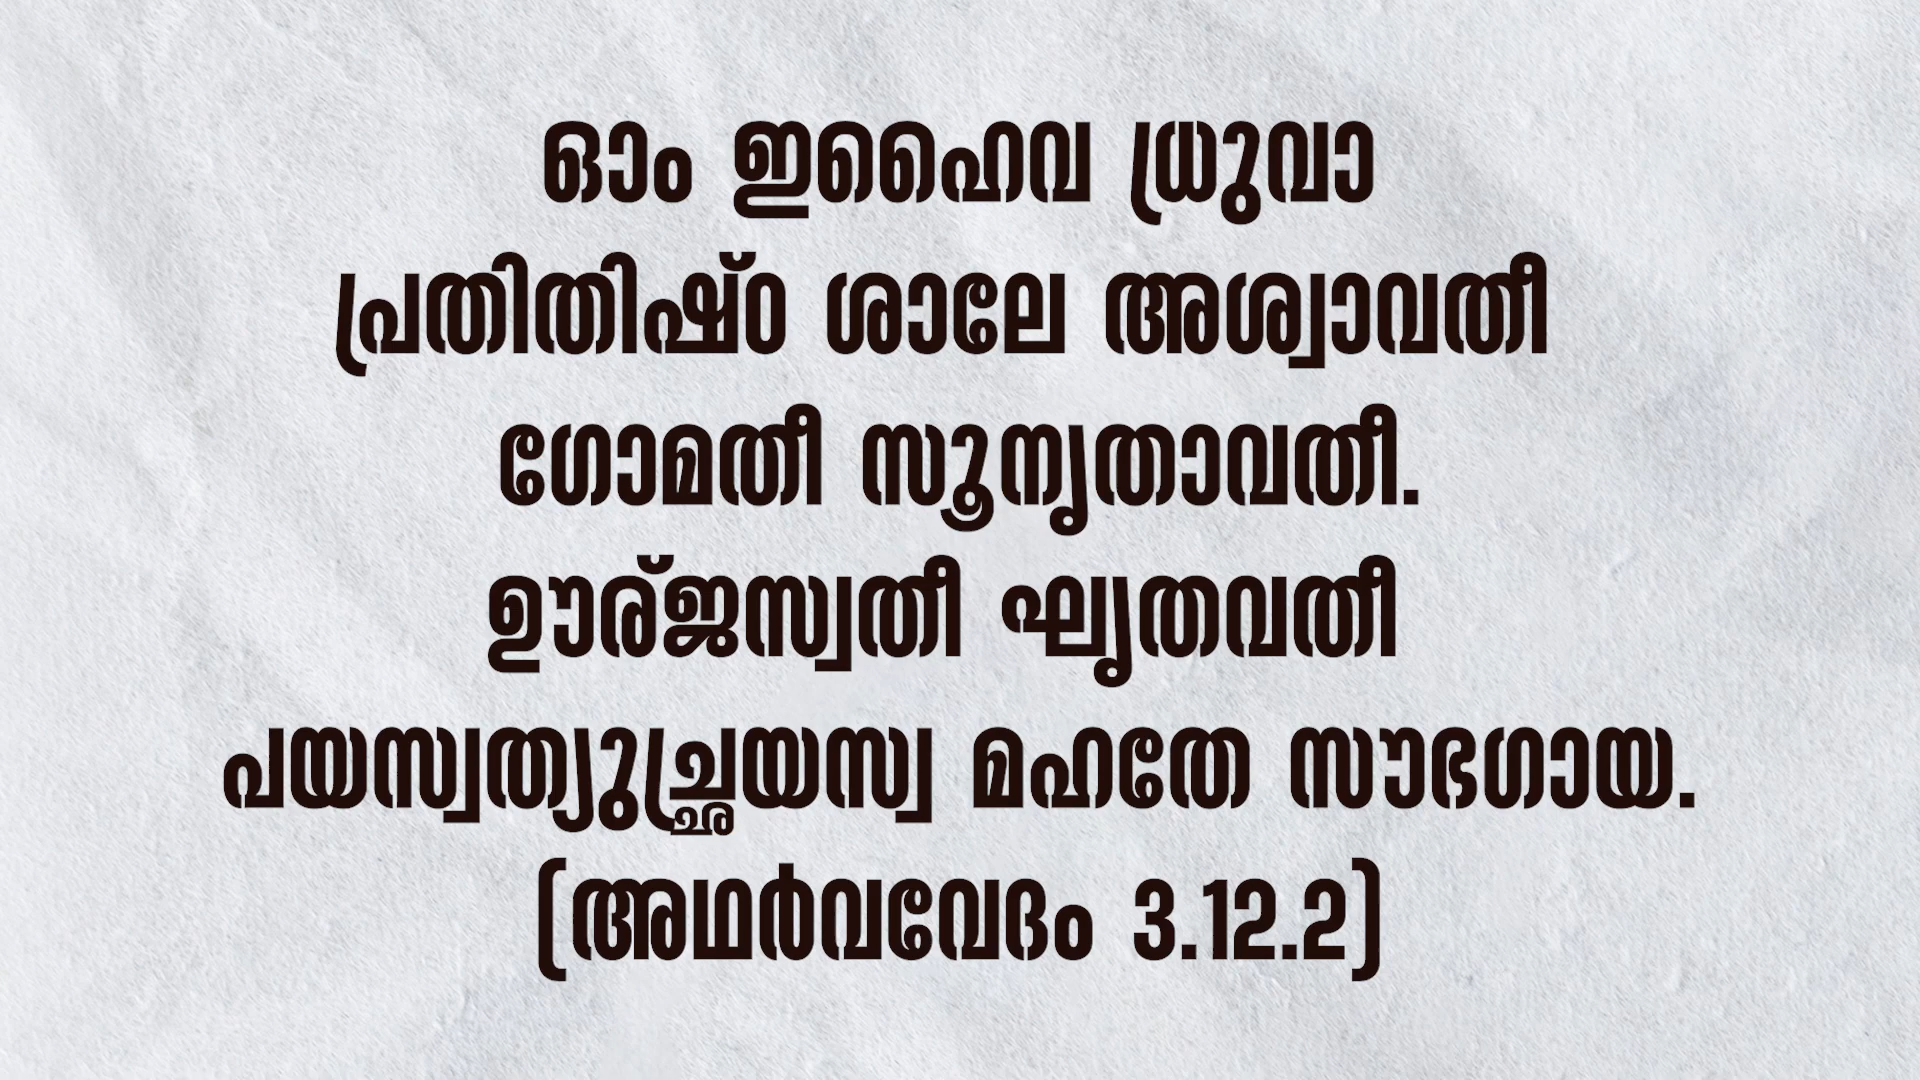 ഓം ഇഹൈവ ധ്രുവാ
പ്രതിതിഷ്ഠ ശാലേ അശ്വാവതീ
ഗോമതീ സൂനൃതാവതീ.
ഊര്ജസ്വതീ ഘൃതവതീ
പയസ്വത്യുച്ഛ്രയസ്വ മഹതേ സൗഭഗായ.
(അഥർവവേദം 3.12.2)